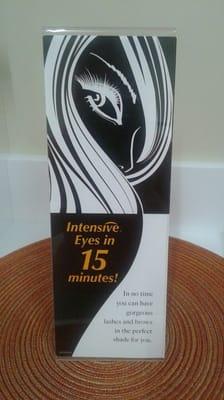 Intensive
Eyes in
15
minutes!
In no time
you can have
gorgeous
lashes and brows
in the perfect
shade for you.